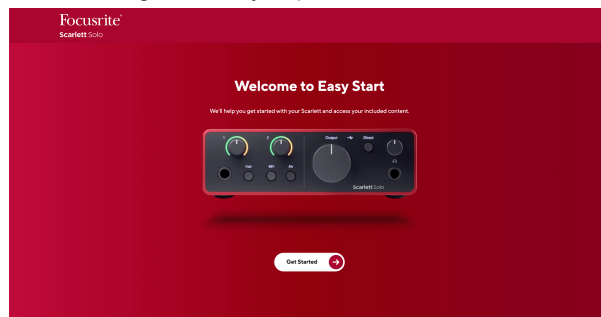 Focusrite®
Scarlett Solo
Welcome to Easy Start
We'll help you get started with your Scarlett and access your included content.
1 2 Output Direct
Inst 48V Air
Scarlett Solo
Get Started